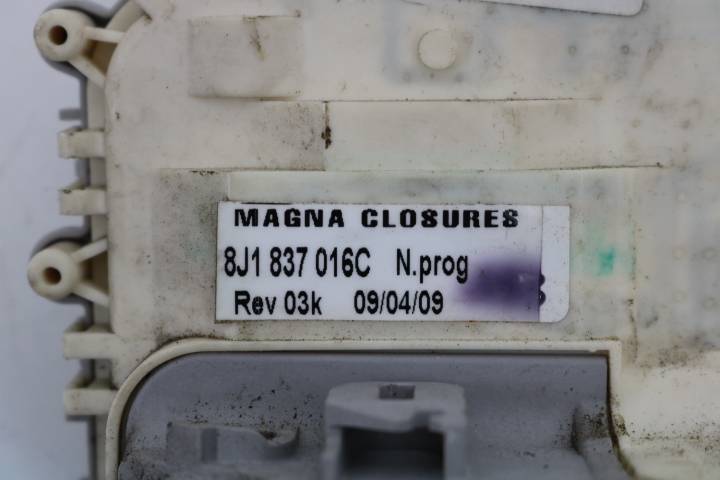 MAGNA CLOSURES
8J1 837 016C N.prog
Rev 03k 09/04/09